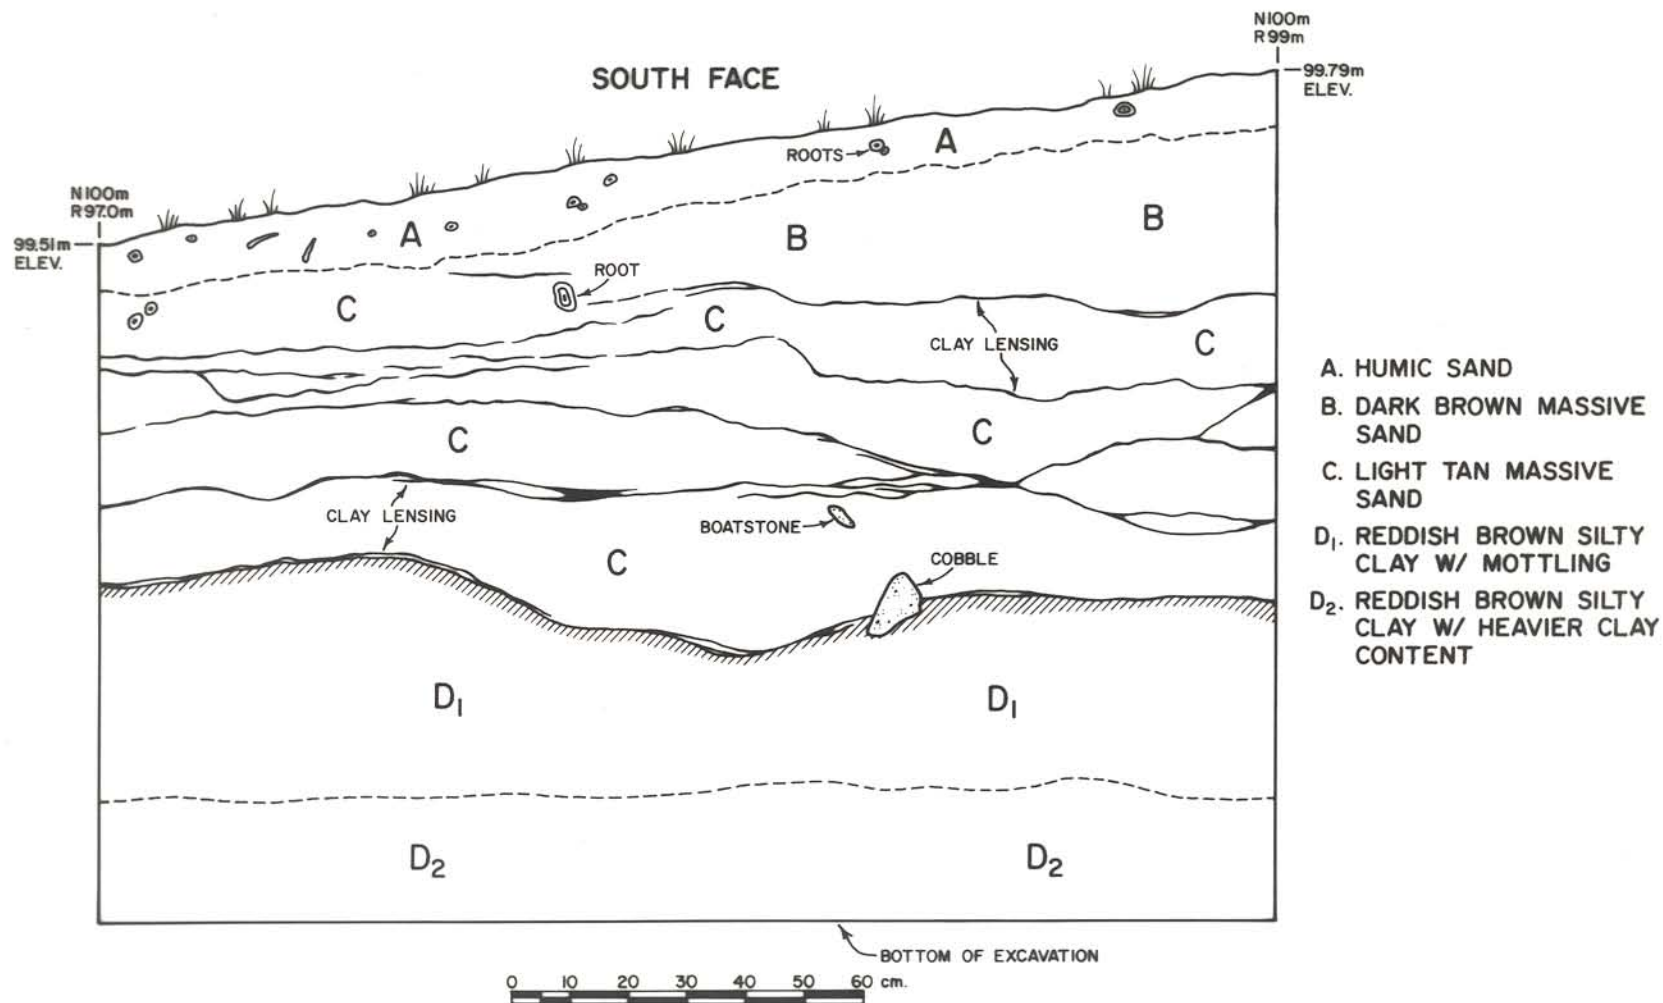 N100m
R99m
99.79m
ELEV.
SOUTH FACE
A
ROOTS
N100m
R97.0m
99.51m
ELEV.
A
B
B
ROOT
C
C
CLAY LENSING
C
C
C
CLAY LENSING
BOATSTONE
C
COBBLE
D1
D1
D2
D2
BOTTOM OF EXCAVATION
0 10 20 30 40 50 60 cm.
A. HUMIC SAND
B. DARK BROWN MASSIVE
SAND
C. LIGHT TAN MASSIVE
SAND
D1. REDDISH BROWN SILTY
CLAY W/ MOTTLING
D2. REDDISH BROWN SILTY
CLAY W/ HEAVIER CLAY
CONTENT